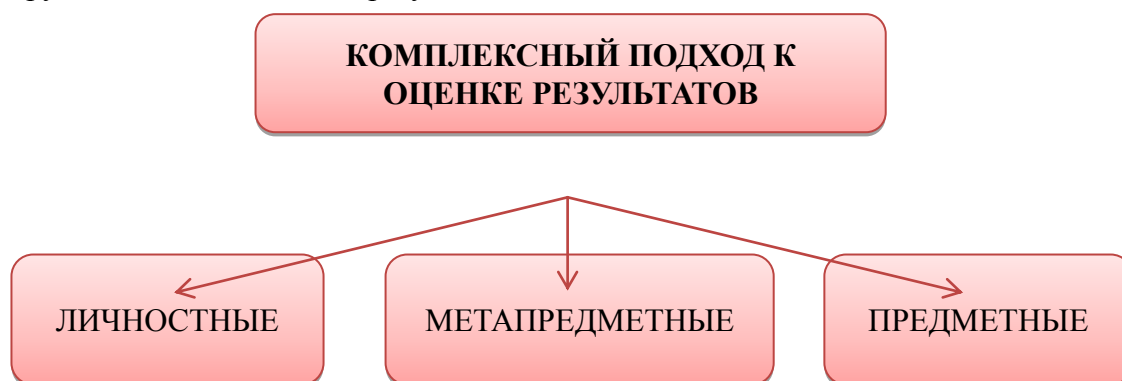 КОМПЛЕКСНЫЙ ПОДХОД К
ОЦЕНКЕ РЕЗУЛЬТАТОВ
ЛИЧНОСТНЫЕ
МЕТАПРЕДМЕТНЫЕ
ПРЕДМЕТНЫЕ